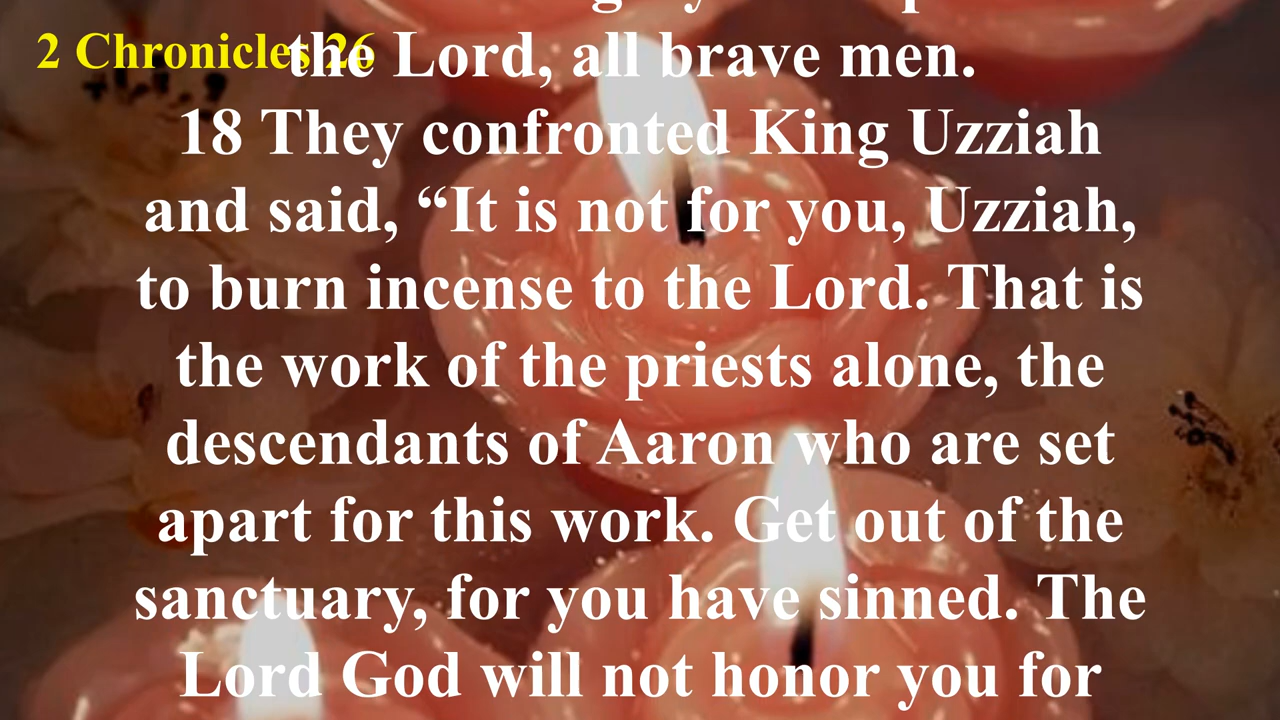 2 Chronicles 26
the Lord, all brave men.
18 They confronted King Uzziah
and said, “It is not for you, Uzziah,
to burn incense to the Lord. That is
the work of the priests alone, the
descendants of Aaron who are set
apart for this work. Get out of the
sanctuary, for you have sinned. The
Lord God will not honor you for